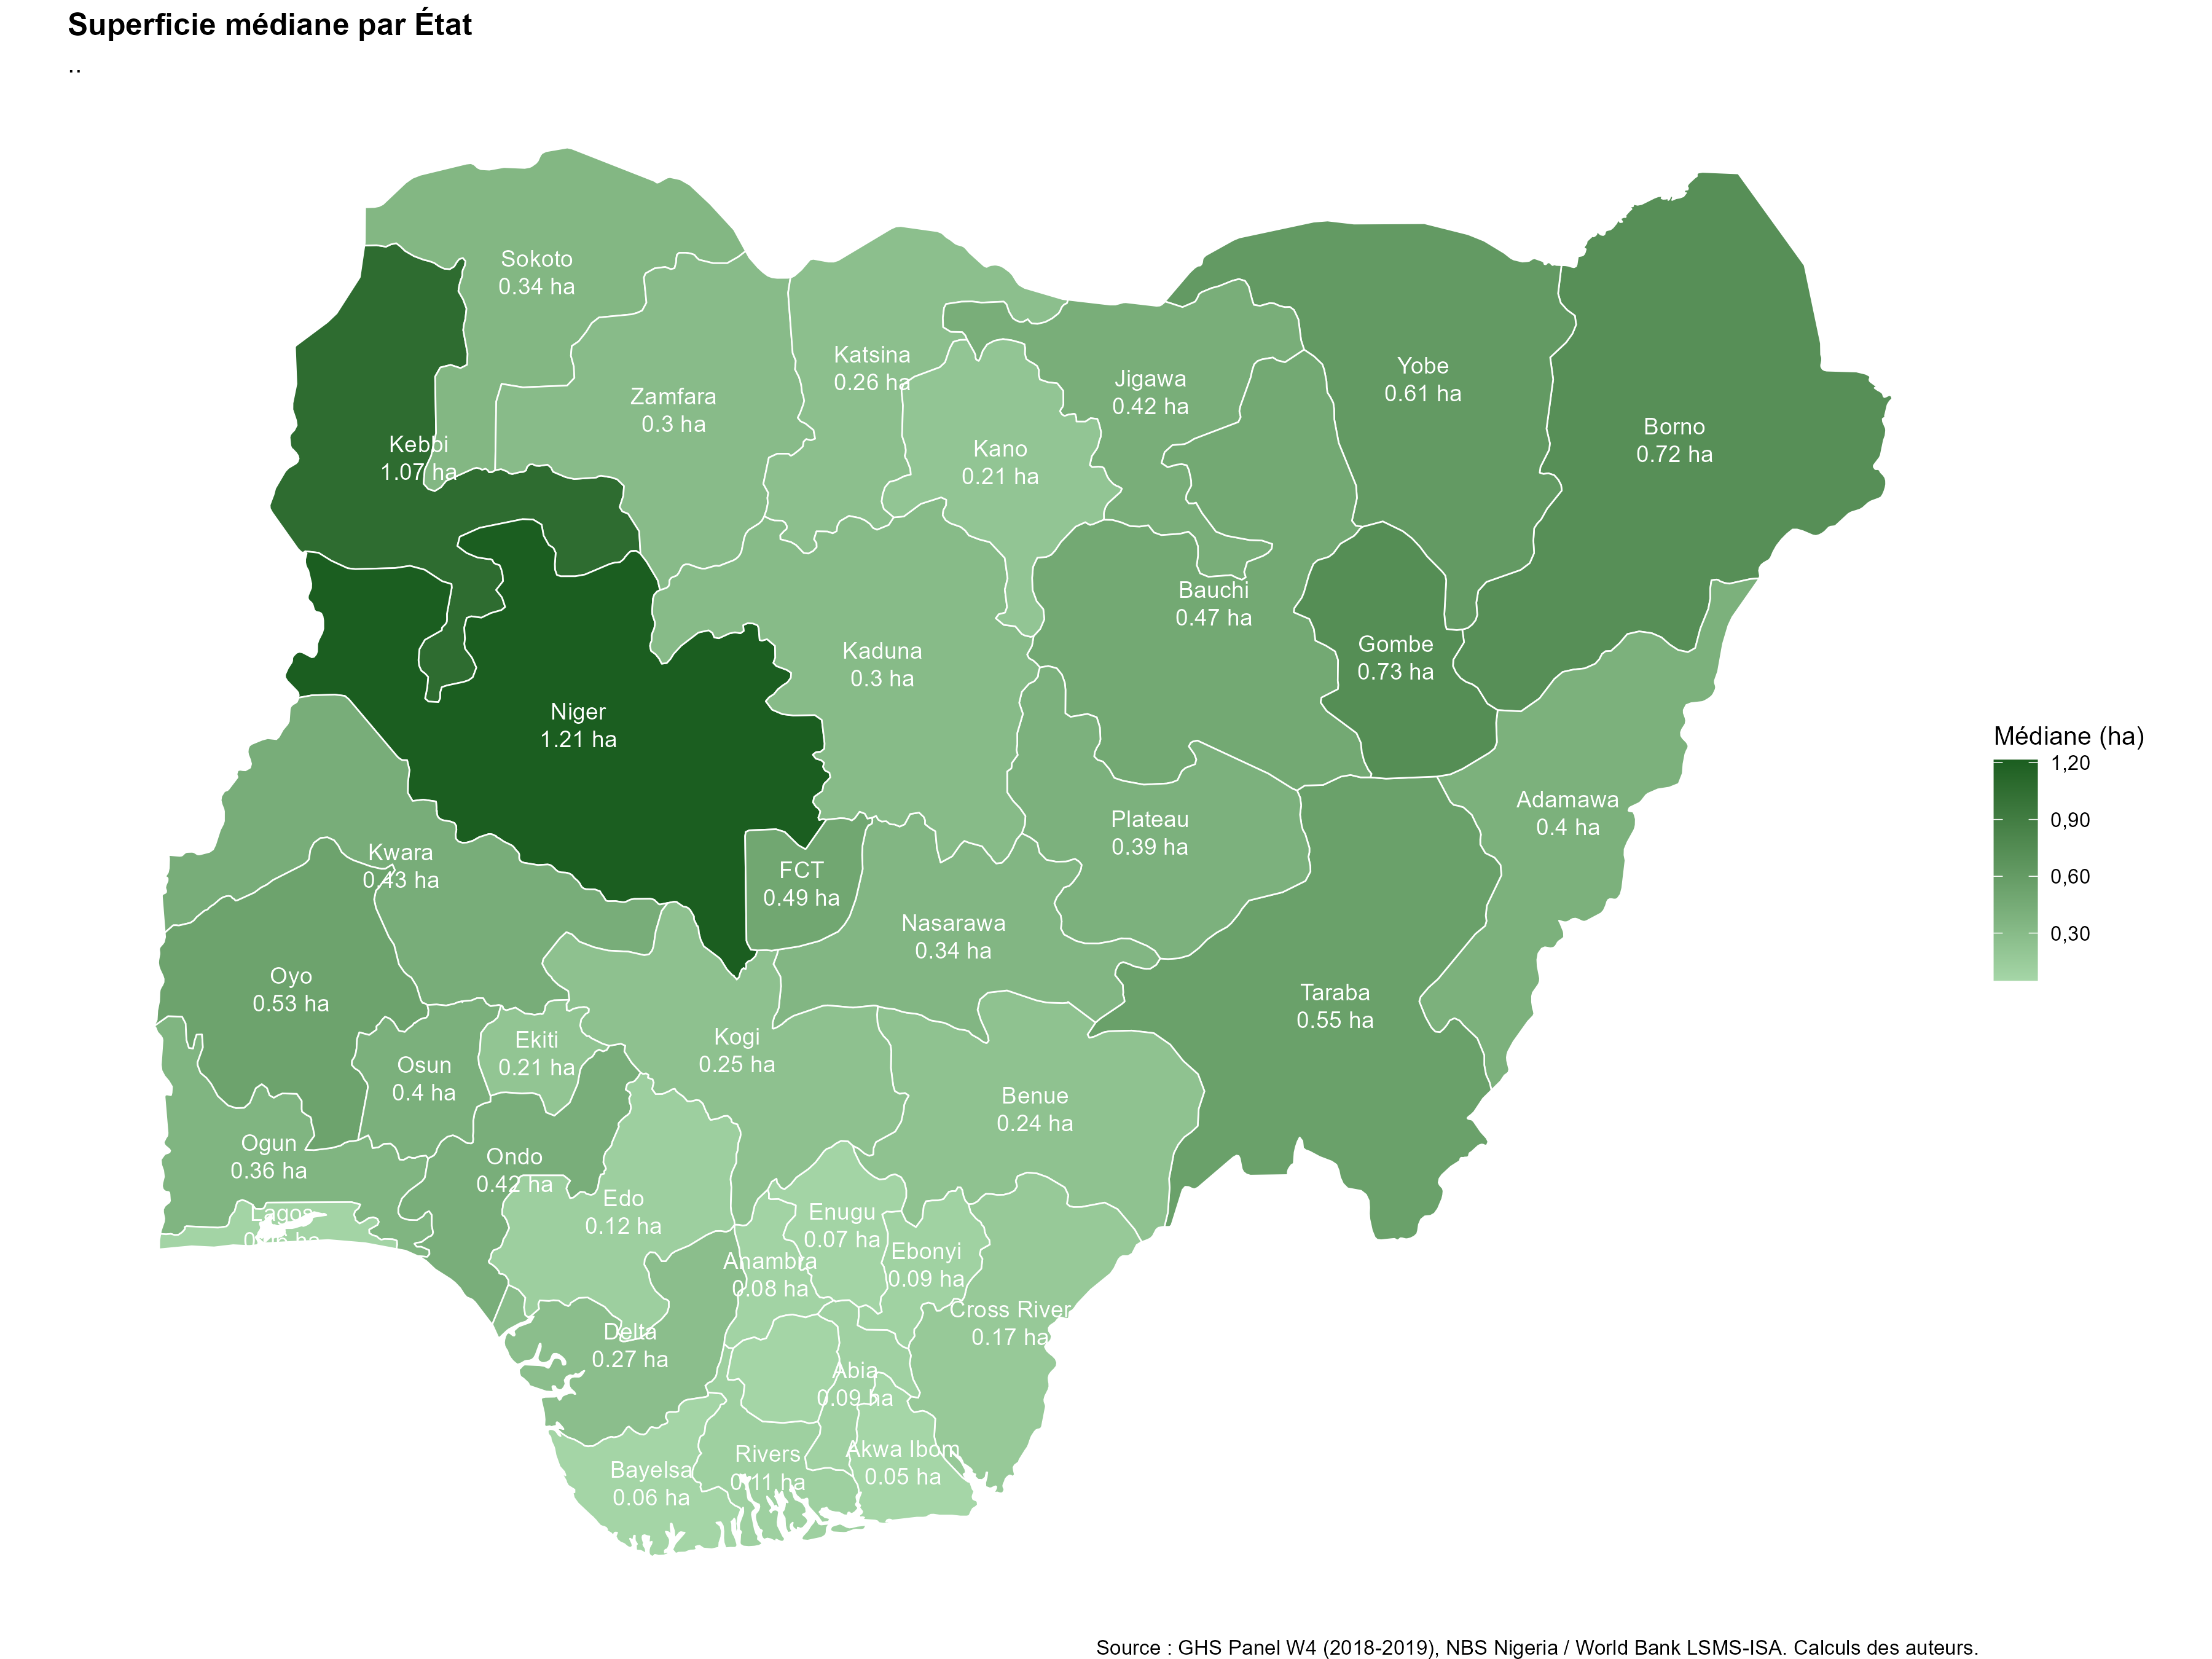 Superficie médiane par État
..
Sokoto
0.34 ha
Katsina
0.26 ha
Jigawa
0.42 ha
Yobe
0.61 ha
Zamfara
0.3 ha
Borno
0.72 ha
Kebbi
1.07 ha
Kano
0.21 ha
Bauchi
0.47 ha
Gombe
0.73 ha
Kaduna
0.3 ha
Niger
1.21 ha
Médiane (ha)
1,20
0,90
0,60
0,30
Adamawa
0.4 ha
Plateau
0.39 ha
Kwara
0.43 ha
FCT
0.49 ha
Nasarawa
0.34 ha
Oyo
0.53 ha
Taraba
0.55 ha
Kogi
0.25 ha
Ekiti
0.21 ha
Osun
0.4 ha
Benue
0.24 ha
Ogun
0.36 ha
Ondo
0.42 ha
Edo
0.12 ha
Lagos
ha
Enugu
0.07 ha
Ebonyi
0.09 ha
Anambra
0.08 ha
Cross River
0.17 ha
Delta
0.27 ha
Abia
0.09 ha
Rivers
0.11 ha
Akwa Ibom
0.05 ha
Bayelsa
0.06 ha
Source : GHS Panel W4 (2018-2019), NBS Nigeria / World Bank LSMS-ISA. Calculs des auteurs.